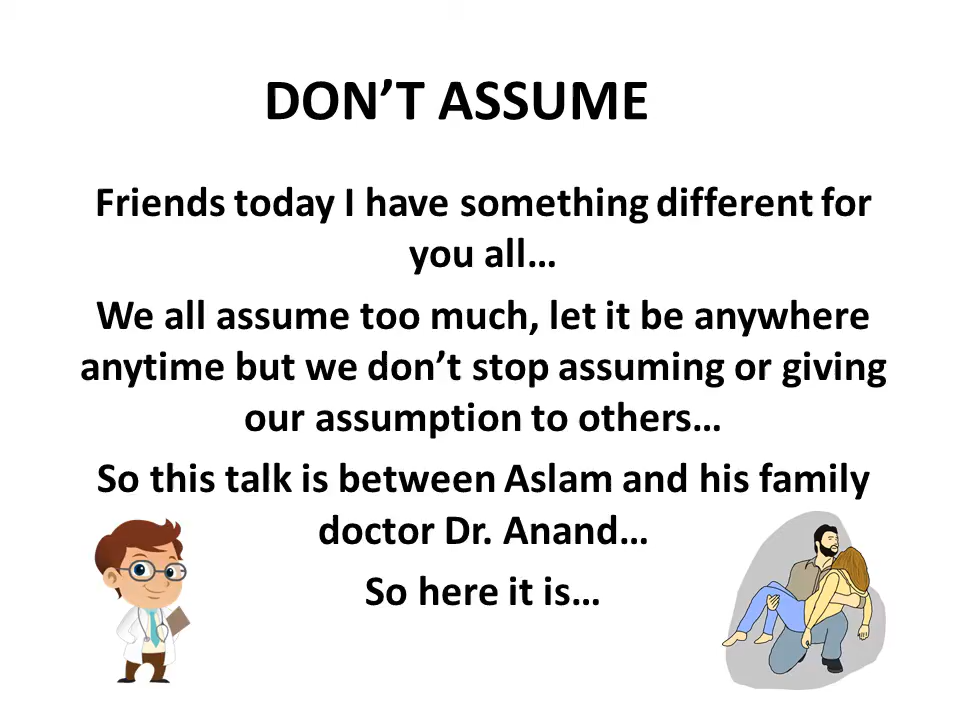 DON’T ASSUME
Friends today I have something different for
you all…
We all assume too much, let it be anywhere
anytime but we don’t stop assuming or giving
our assumption to others…
So this talk is between Aslam and his family
doctor Dr. Anand…
So here it is…